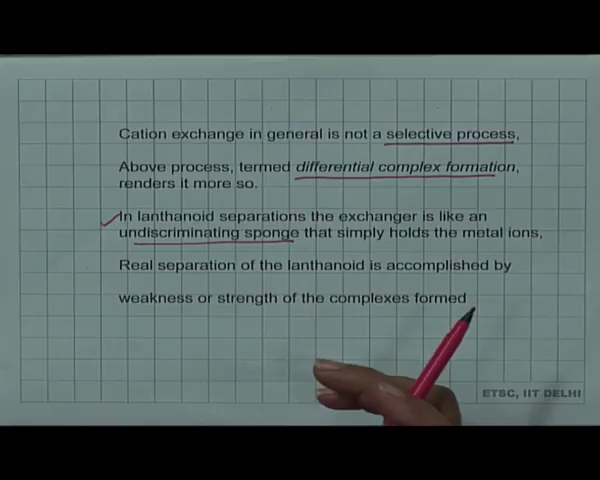 Cation exchange in general is not a selective process,
Above process, termed differential complex formation,
renders it more so.
In lanthanoid separations the exchanger is like an
undiscriminating sponge that simply holds the metal ions,
Real separation of the lanthanoid is accomplished by
weakness or strength of the complexes formed
ETSC, IIT DELHI